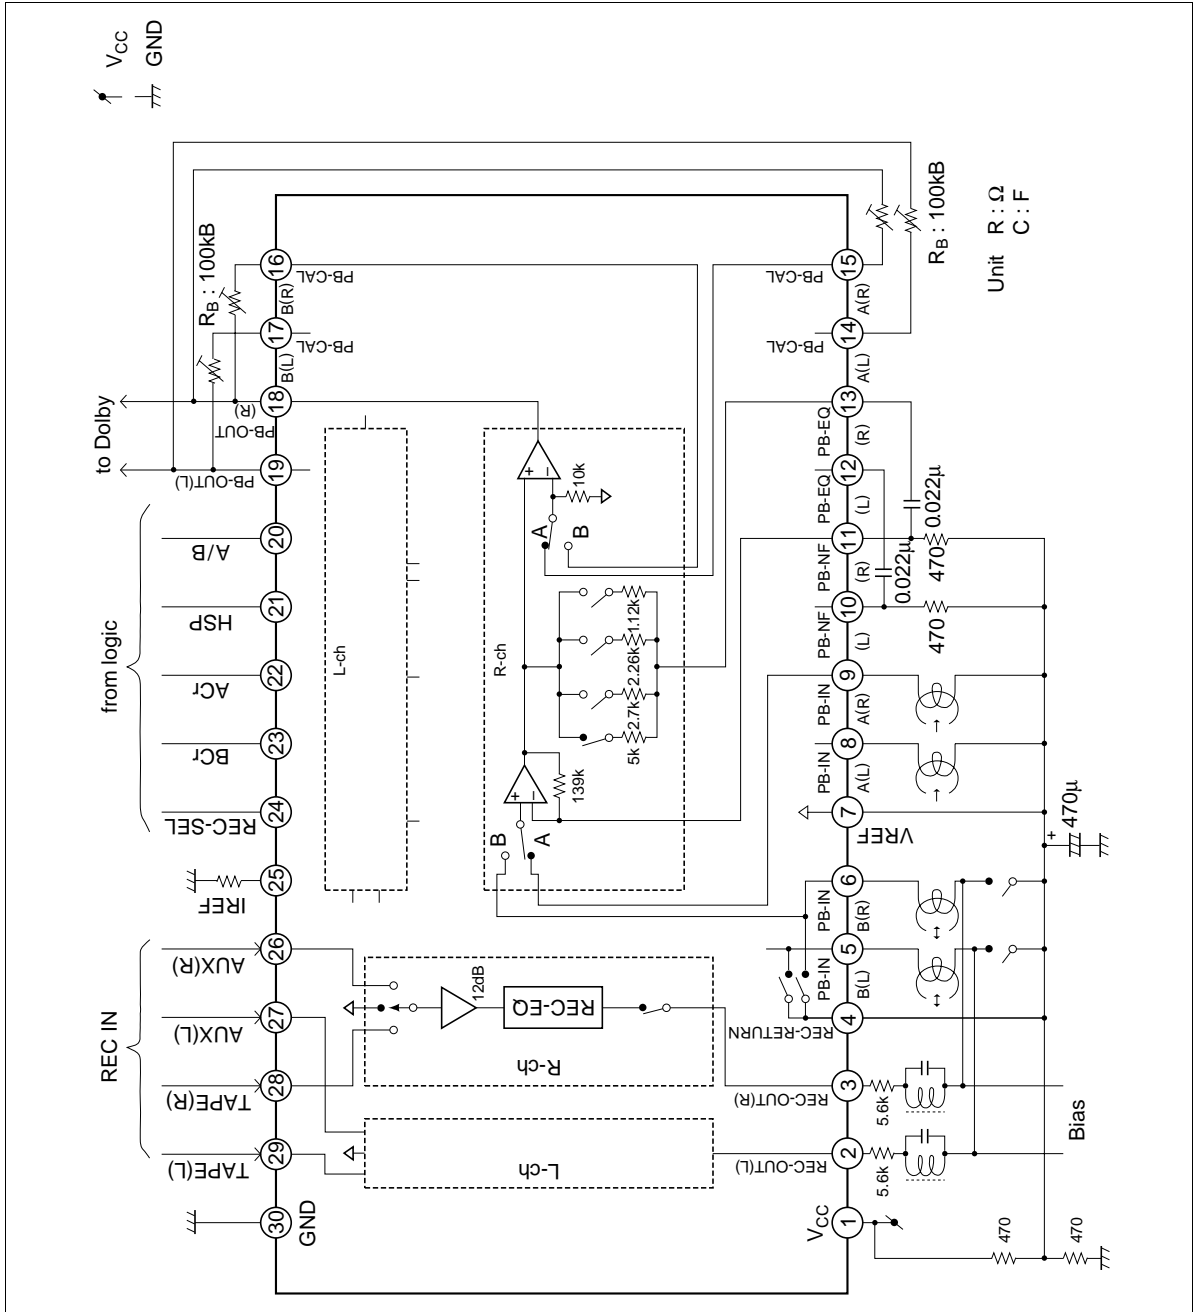 V_CC
GND
to Dolby
from logic
REC IN
R_B : 100kB
16
PB-CAL
B(R)
17
PB-CAL
B(L)
18
(R)
PB-OUT
19
PB-OUT(L)
20
A/B
21
HSP
22
ACr
23
BCr
24
REC-SEL
25
IREF
26
AUX(R)
27
AUX(L)
28
TAPE(R)
29
TAPE(L)
30
GND
L-ch
R-ch
+
−
10k
A
B
1.12k
2.26k
2.7k
5k
139k
+
−
B
A
12dB
REC-EQ
R-ch
L-ch
15
PB-CAL
A(R)
14
PB-CAL
A(L)
13
PB-EQ
(R)
12
PB-EQ
(L)
11
PB-NF
(R)
10
PB-NF
(L)
9
PB-IN
A(R)
8
PB-IN
A(L)
7
VREF
6
PB-IN
B(R)
5
PB-IN
B(L)
4
REC-RETURN
3
REC-OUT(R)
2
REC-OUT(L)
1
V_CC
R_B : 100kB
0.022μ
0.022μ
470
470
+
470μ
5.6k
5.6k
Bias
470
470
Unit R : Ω
C : F